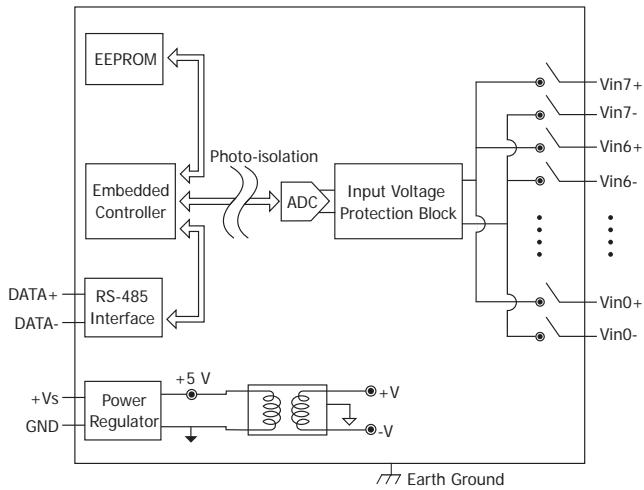 EEPROM
Photo-isolation
Embedded
Controller
ADC
Input Voltage
Protection Block
Vin7+
Vin7-
Vin6+
Vin6-
Vin0+
Vin0-
DATA+
DATA-
RS-485
Interface
+Vs
GND
Power
Regulator
+5 V
+V
-V
Earth Ground